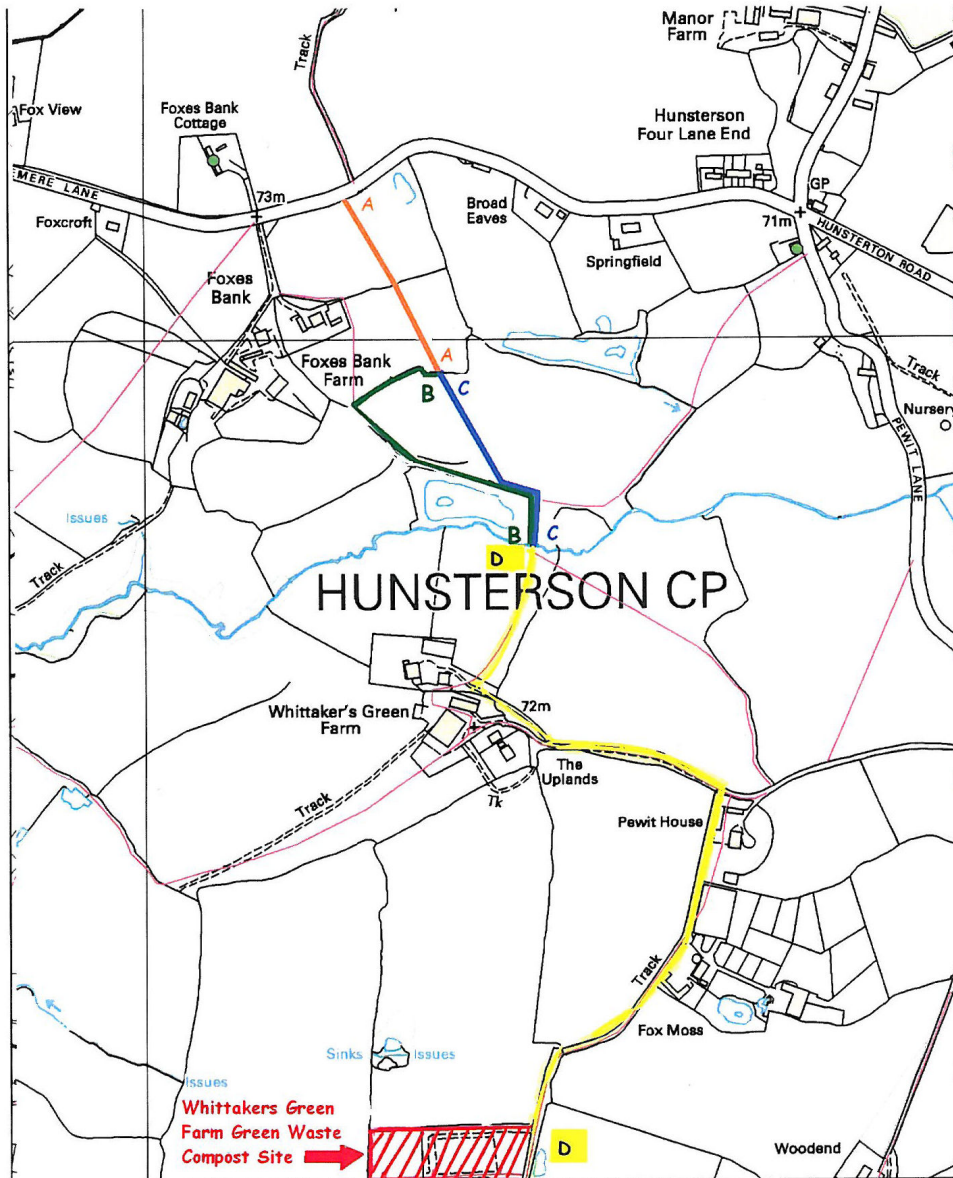 Manor
Farm
Track
Fox View
Foxes Bank
Cottage
Hunsterson
Four Lane End
EMERE LANE
73m
A
GP
Foxcroft
Broad
Eaves
71m
HUNSTERTON ROAD
Springfield
Foxes
Bank
A
Foxes Bank
Farm
B
C
Track
Nursery
PEWIT LANE
Issues
B
C
Track
D
HUNSTERSON CP
Whittaker's Green
Farm
72m
The
Uplands
Track
Tk
Pewit House
Track
Fox Moss
Sinks
Issues
Issues
Whittakers Green
Farm Green Waste
Compost Site
D
Woodend